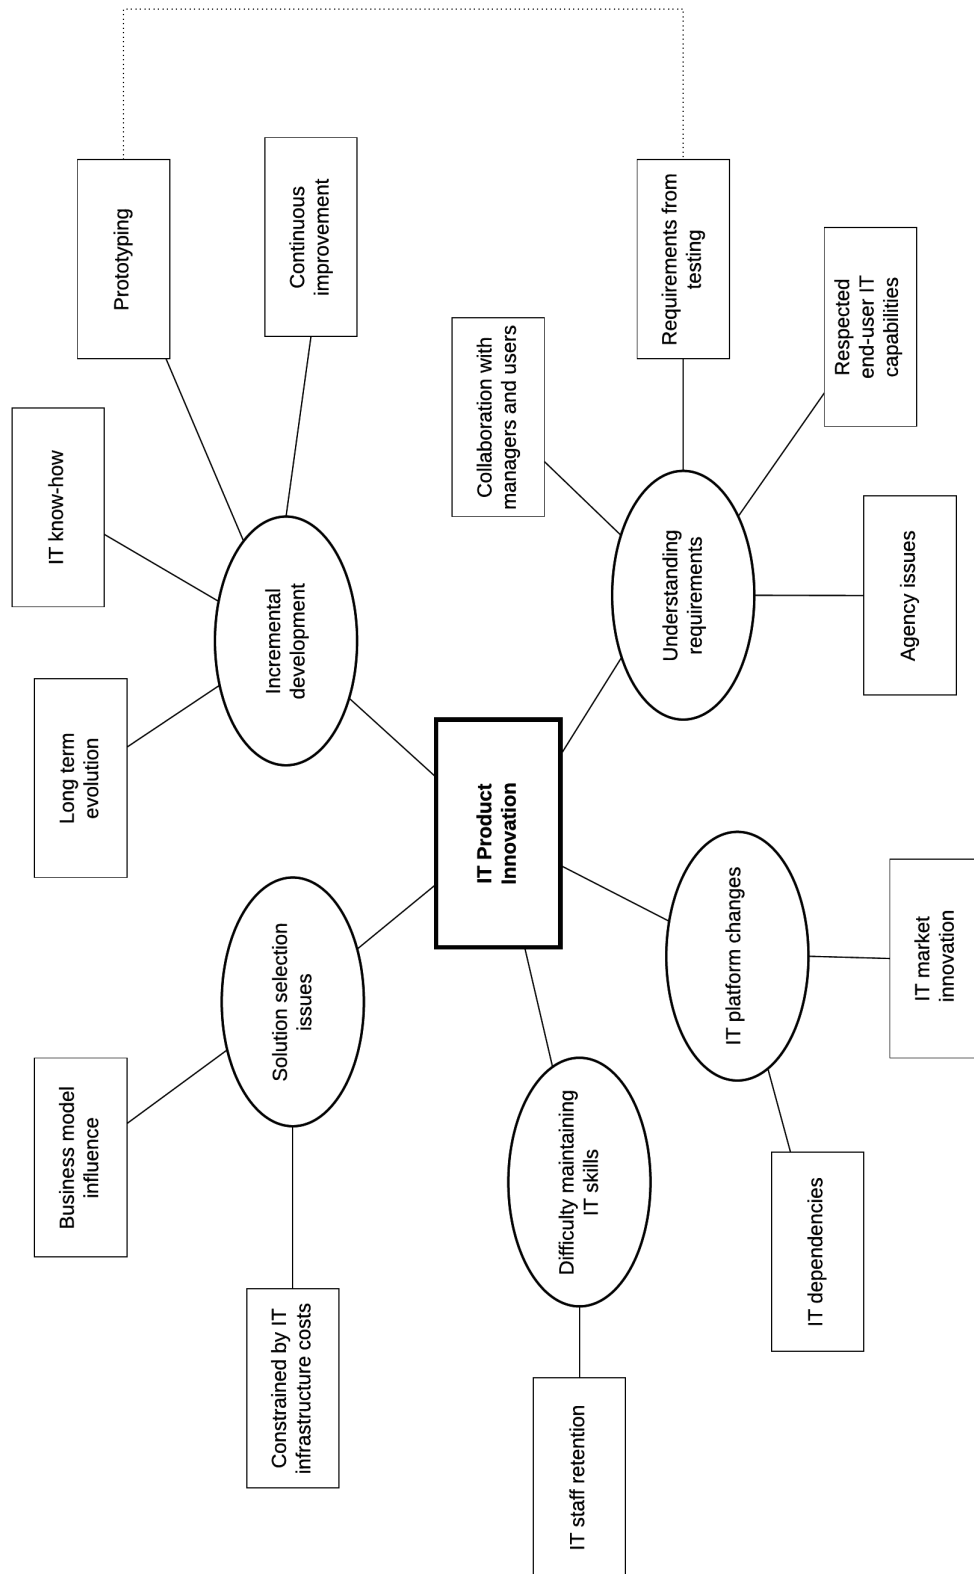 Business model
influence
Long term
evolution
IT know-how
Prototyping
Constrained by IT
infrastructure costs
Solution selection
issues
Incremental
development
Continuous
improvement
IT Product
Innovation
Collaboration with
managers and users
IT staff retention
Difficulty maintaining
IT skills
Understanding
requirements
Requirements from
testing
IT platform changes
IT dependencies
Respected
end-user IT
capabilities
Agency issues
IT market
innovation